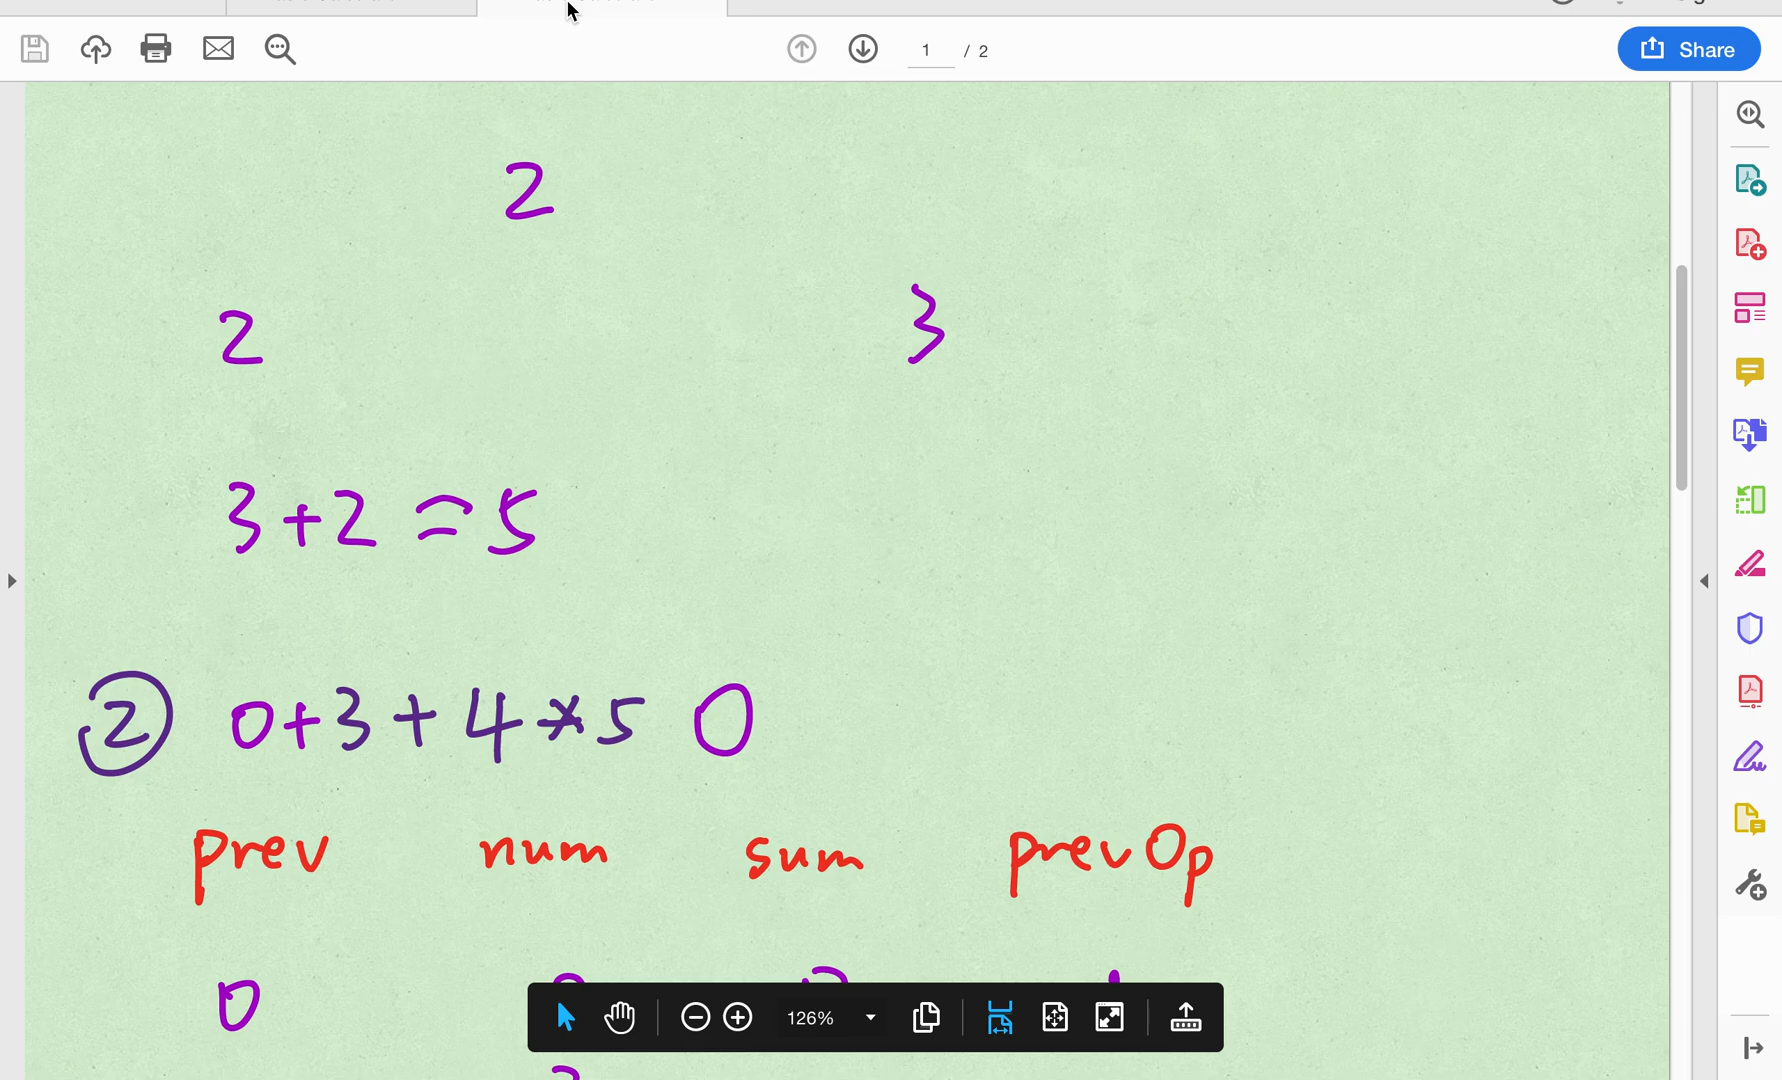 1 / 2
Share
2
2 3
3+2=5
② 0+3+4*5 0
prev num sum prevOp
0
126%